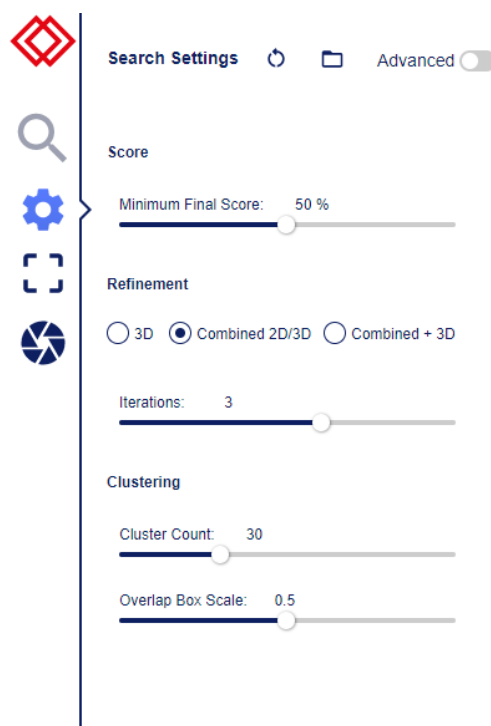 Search Settings Advanced
Score
Minimum Final Score: 50 %
Refinement
3D Combined 2D/3D Combined + 3D
Iterations: 3
Clustering
Cluster Count: 30
Overlap Box Scale: 0.5